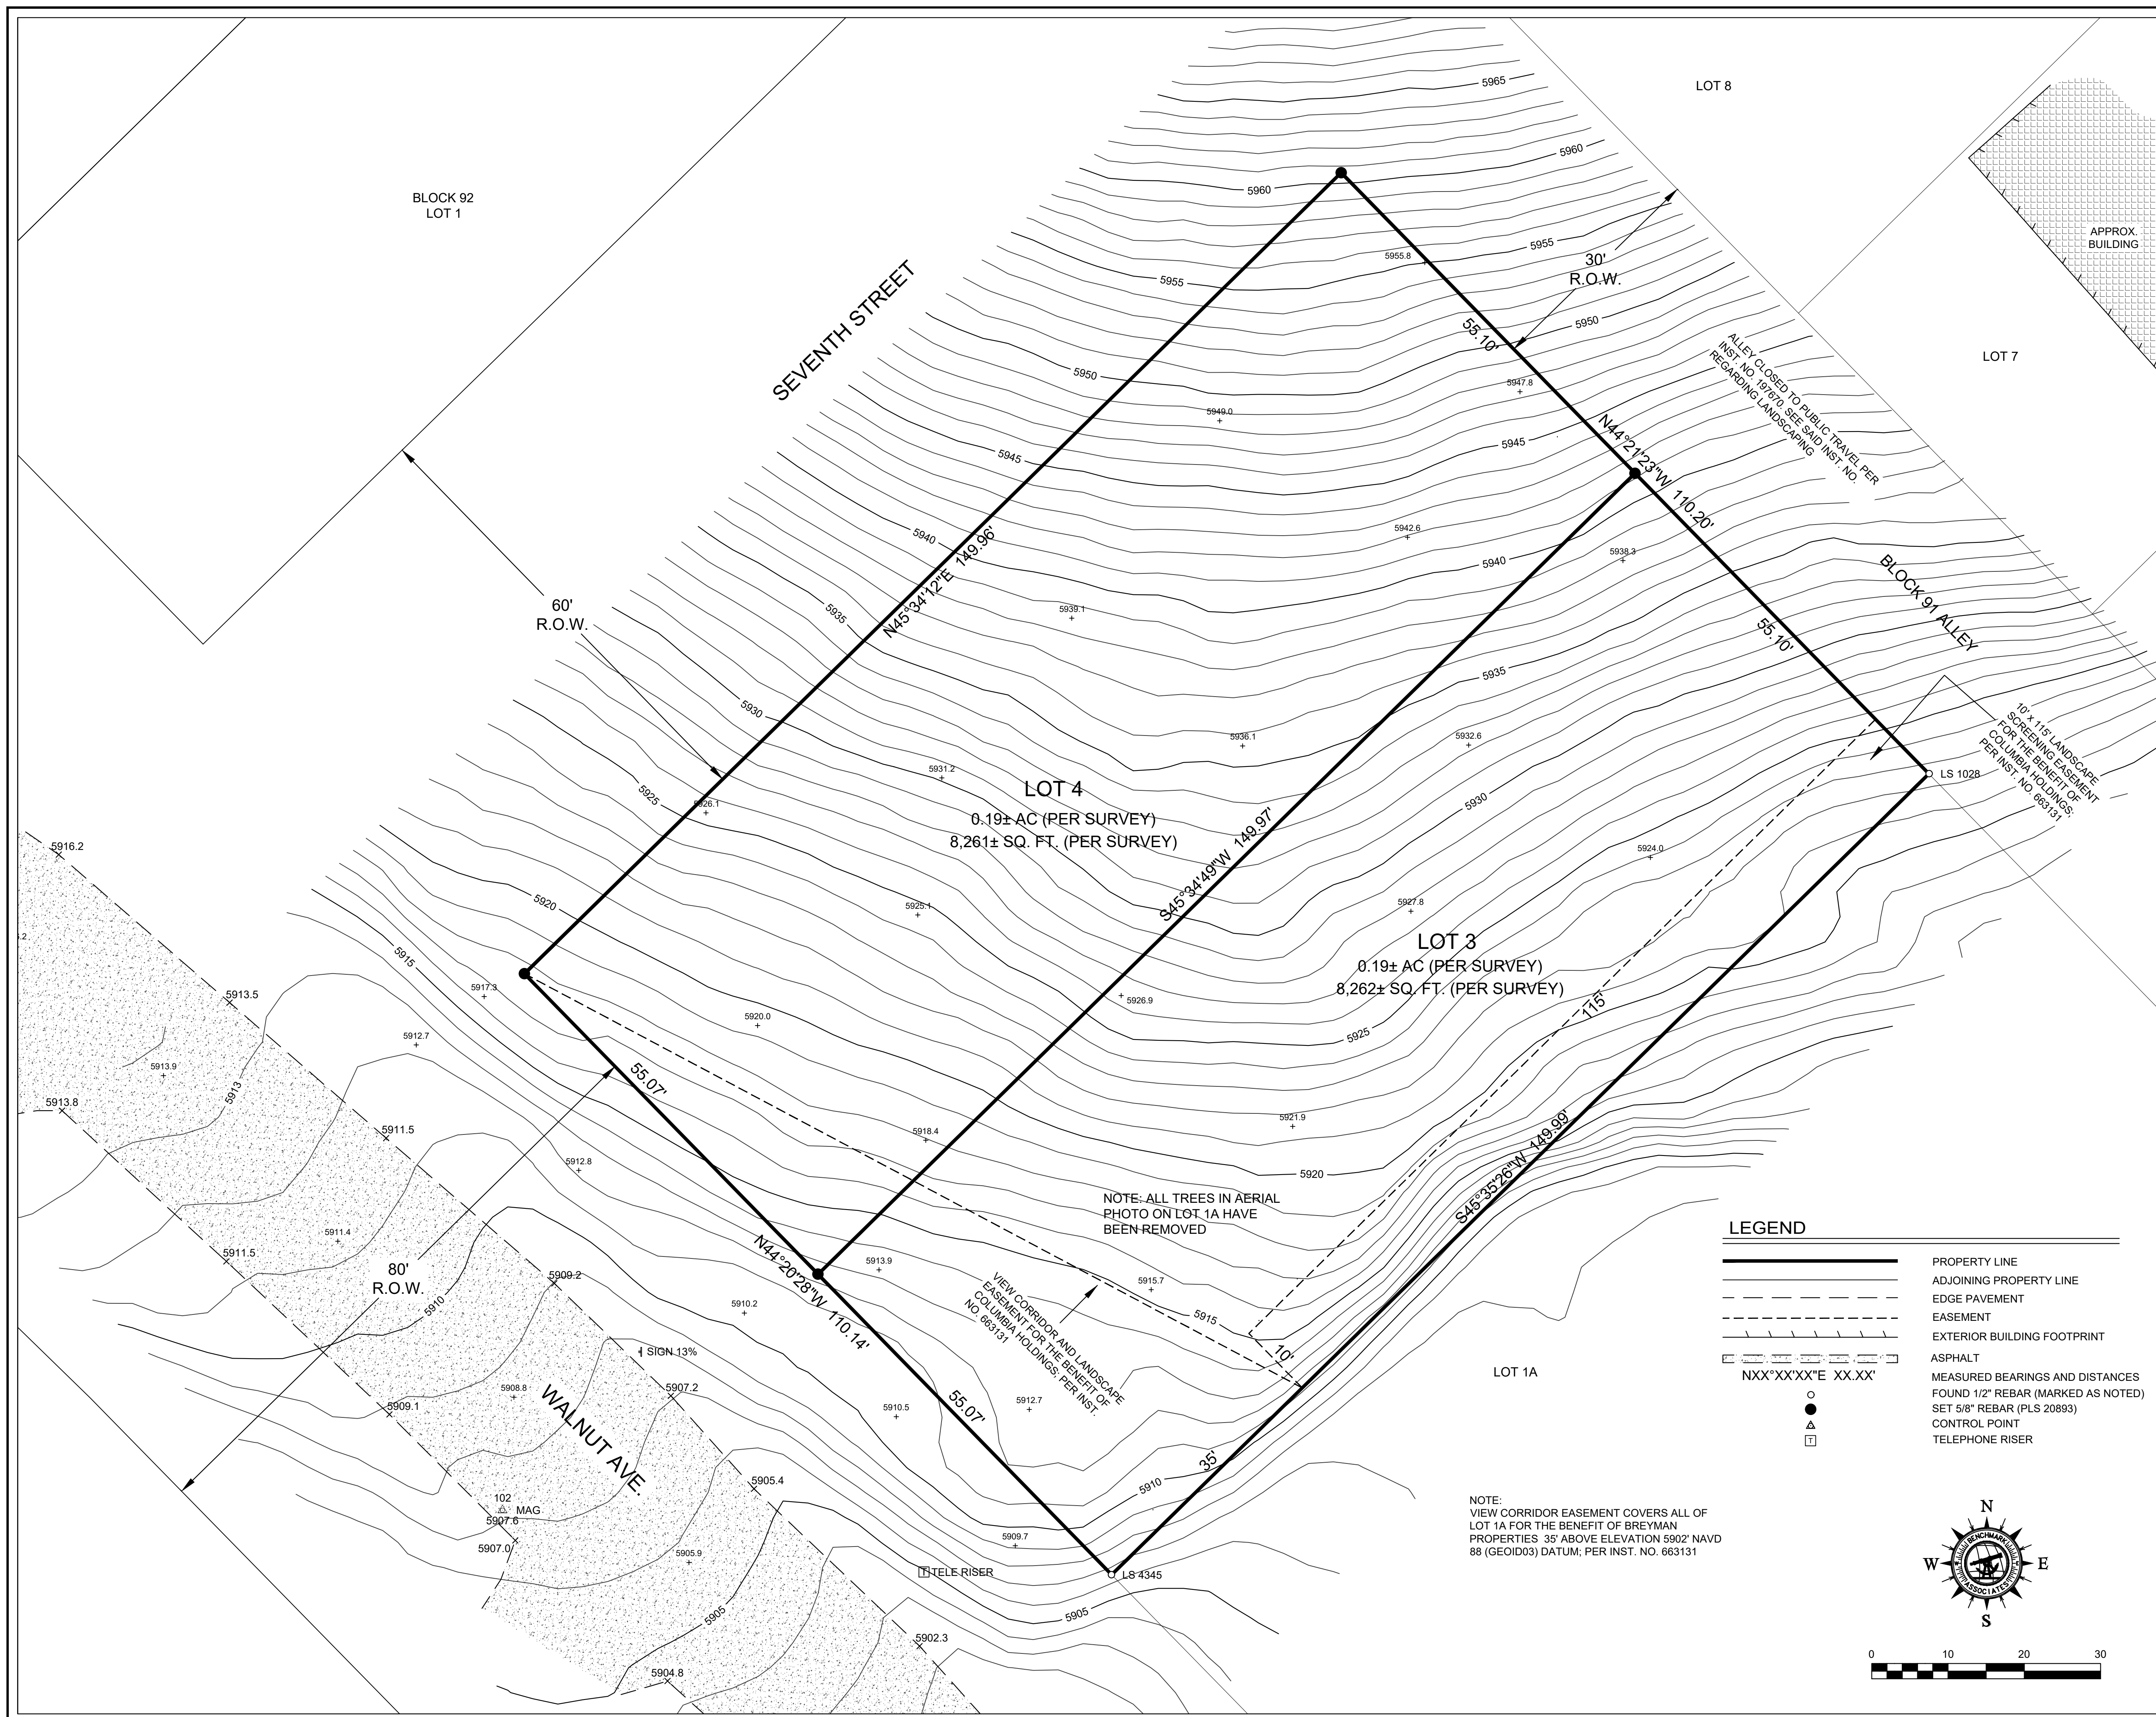 LOT 8
5965
BLOCK 92
LOT 1
5960
5960
APPROX.
BUILDING
5955
5955
5955.8
30'
R.O.W.
SEVENTH STREET
55.10'
5950
5950
LOT 7
ALLEY CLOSED TO PUBLIC TRAVEL PER
INST. NO. 197670. SEE SAID INST. NO.
REGARDING LANDSCAPING
5947.8
5949.0
5945
5945
N44°21'23"W 110.20'
5942.6
5940
5940
5938.3
N45°34'12"E 149.96'
BLOCK 91 ALLEY
60'
R.O.W.
5939.1
5935
5935
55.10'
5930
5936.1
5932.6
10' x 115' LANDSCAPE
SCREENING EASEMENT
FOR THE BENEFIT OF
COLUMBIA HOLDINGS;
PER INST. NO. 663131
LS 1028
5931.2
LOT 4
0.19± AC (PER SURVEY)
8,261± SQ. FT. (PER SURVEY)
5925
5926.1
5930
S45°34'49"W 149.97'
5916.2
5924.0
5920
5925.1
5927.8
LOT 3
0.19± AC (PER SURVEY)
8,262± SQ. FT. (PER SURVEY)
5915
5917.3
5913.5
5926.9
115'
5920.0
5925
5912.7
5913.9
5913
5913.8
55.07'
5911.5
5918.4
5921.9
S45°35'26"W 149.99'
5912.8
5920
NOTE: ALL TREES IN AERIAL
PHOTO ON LOT 1A HAVE
BEEN REMOVED
5911.4
5911.5
80'
R.O.W.
5910
5909.2
N44°20'28"W 110.14'
5913.9
5915.7
5915
5910.2
VIEW CORRIDOR AND LANDSCAPE
EASEMENT FOR THE BENEFIT OF
COLUMBIA HOLDINGS; PER INST.
NO. 663131
10'
SIGN 13%
LOT 1A
5908.8
5907.2
5909.1
WALNUT AVE.
5910.5
55.07'
5912.7
35'
5910
5905.4
102
MAG
5907.6
5907.0
5905.9
5909.7
TELE RISER
LS 4345
5905
5905
5902.3
5904.8
LEGEND
PROPERTY LINE
ADJOINING PROPERTY LINE
EDGE PAVEMENT
EASEMENT
EXTERIOR BUILDING FOOTPRINT
ASPHALT
NXX°XX'XX"E XX.XX' MEASURED BEARINGS AND DISTANCES
FOUND 1/2" REBAR (MARKED AS NOTED)
SET 5/8" REBAR (PLS 20893)
CONTROL POINT
T TELEPHONE RISER
NOTE:
VIEW CORRIDOR EASEMENT COVERS ALL OF
LOT 1A FOR THE BENEFIT OF BREYMAN
PROPERTIES 35' ABOVE ELEVATION 5902' NAVD
88 (GEOID03) DATUM; PER INST. NO. 663131
N
W E
S
BENCHMARK
ASSOCIATES
0 10 20 30